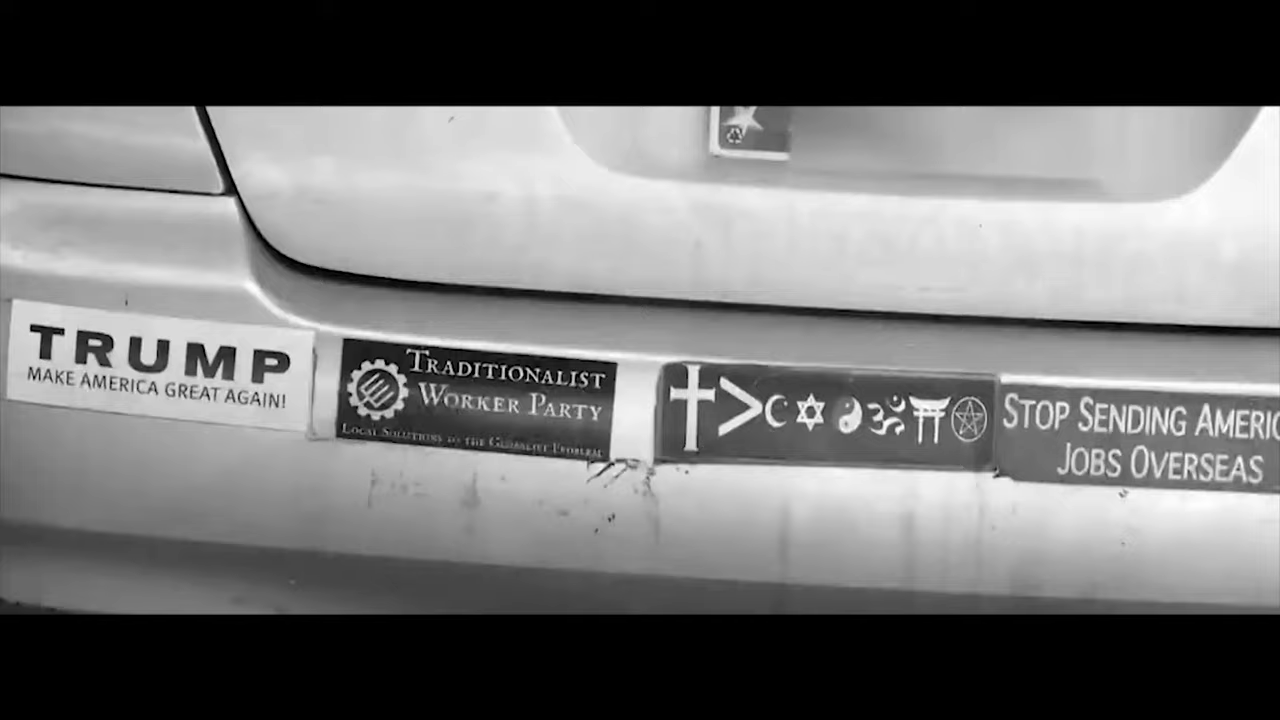 TRUMP
MAKE AMERICA GREAT AGAIN!
TRADITIONALIST
WORKER PARTY
LOCAL SOLUTIONS TO THE GLOBALIST PROBLEM
STOP SENDING AMERIC
JOBS OVERSEAS